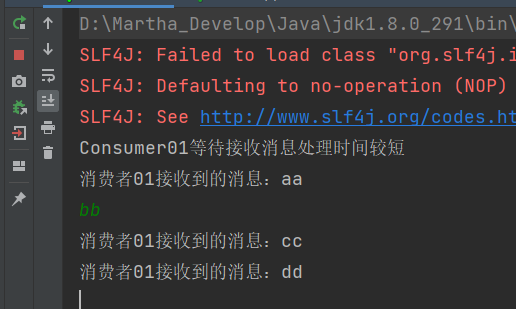 D:\Martha_Develop\Java\jdk1.8.0_291\bin\
SLF4J: Failed to load class "org.slf4j.i
SLF4J: Defaulting to no-operation (NOP)
SLF4J: See http://www.slf4j.org/codes.ht
Consumer01等待接收消息处理时间较短
消费者01接收到的消息：aa
bb
消费者01接收到的消息：cc
消费者01接收到的消息：dd